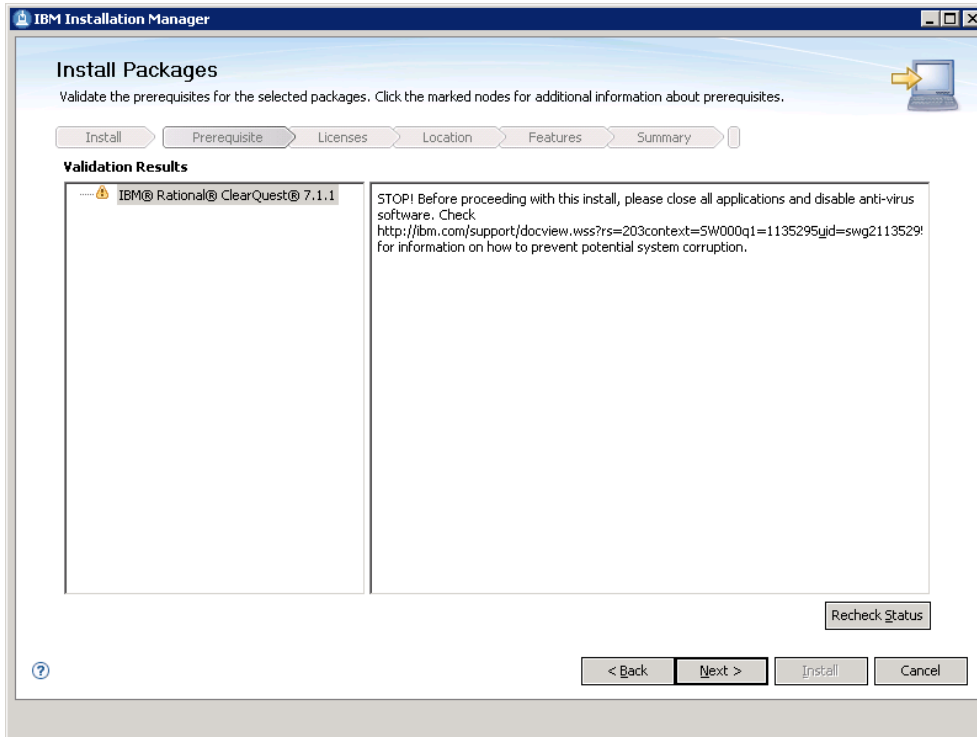 IBM Installation Manager
Install Packages
Validate the prerequisites for the selected packages. Click the marked nodes for additional information about prerequisites.
Install Prerequisite Licenses Location Features Summary
Validation Results
IBM® Rational® ClearQuest® 7.1.1
STOP! Before proceeding with this install, please close all applications and disable anti-virus
software. Check
http://ibm.com/support/docview.wss?rs=203context=SW000q1=1135295uid=swg21135295
for information on how to prevent potential system corruption.
Recheck Status
?
< Back Next > Install Cancel